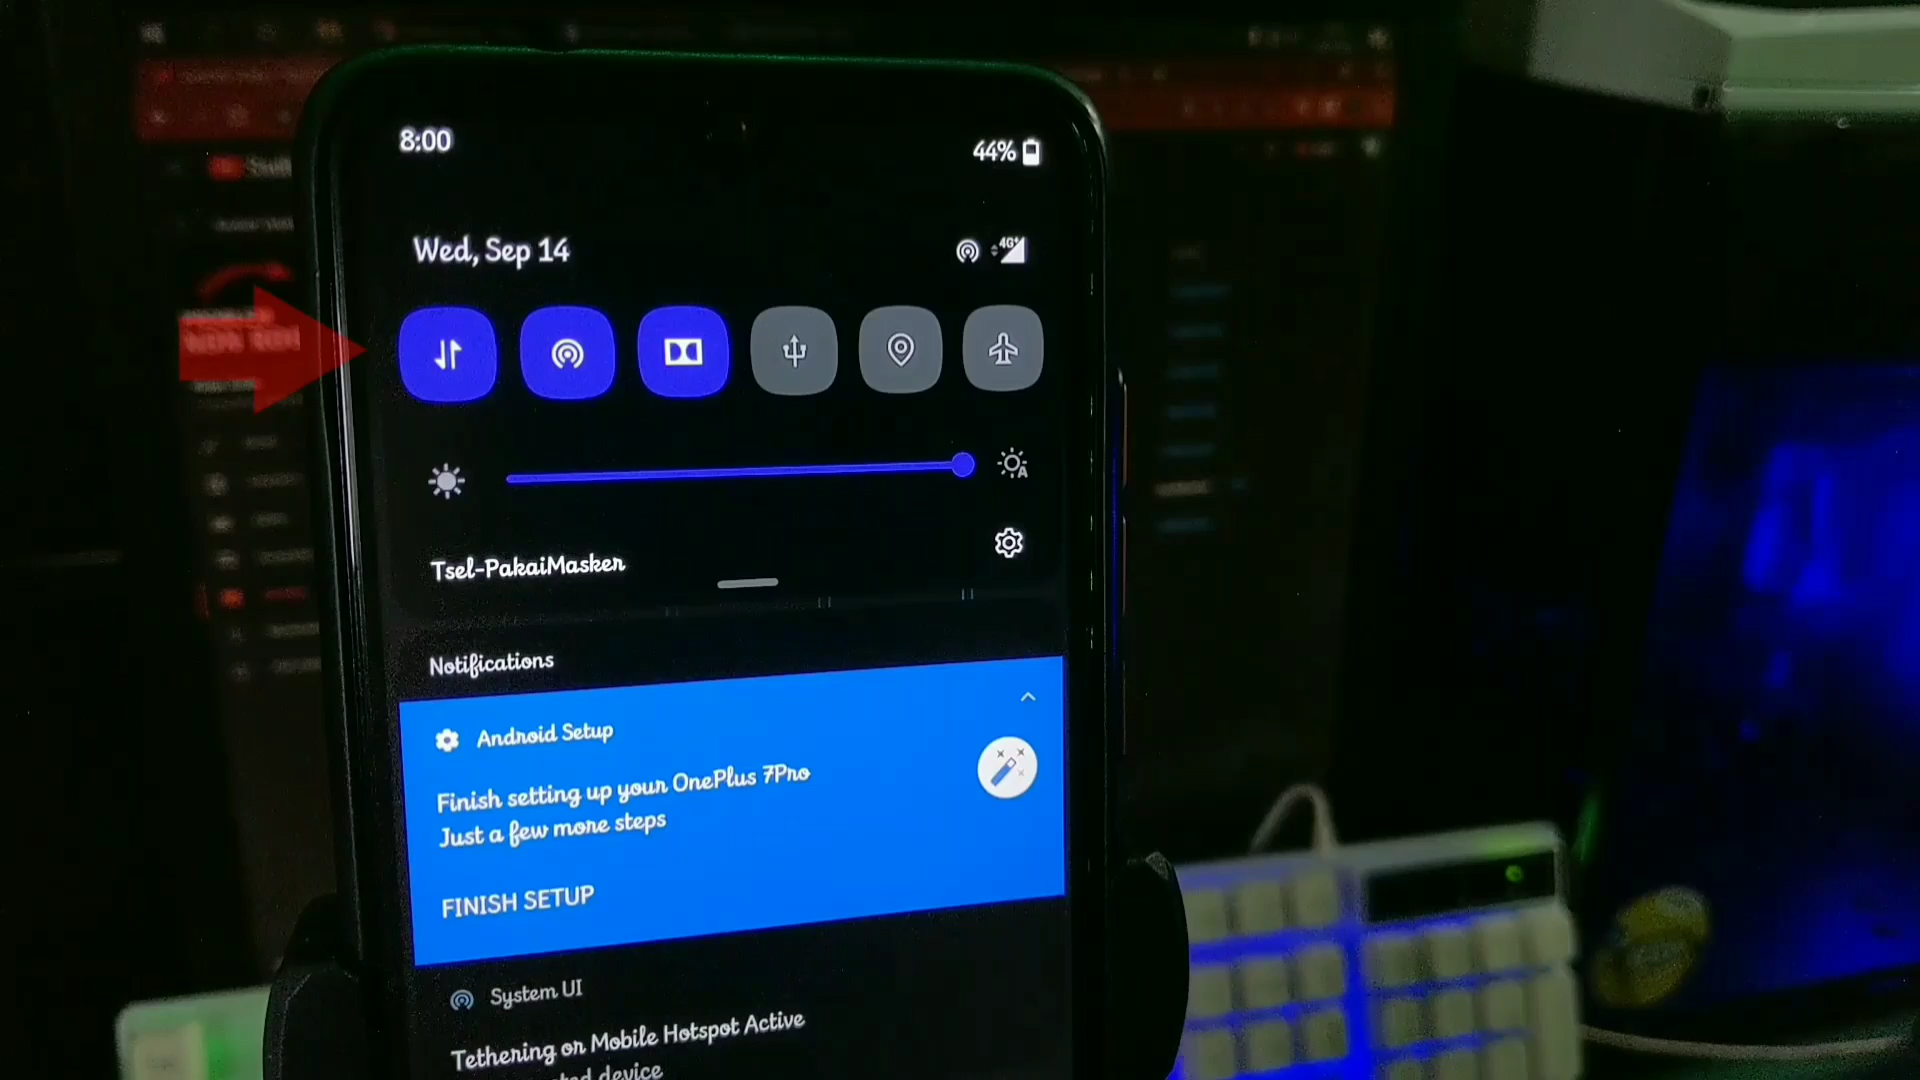 8:00
44%
Wed, Sep 14
4G+
A
Tsel-PakaiMasker
Notifications
Android Setup
Finish setting up your OnePlus 7Pro
Just a few more steps
FINISH SETUP
System UI
Tethering or Mobile Hotspot Active
device